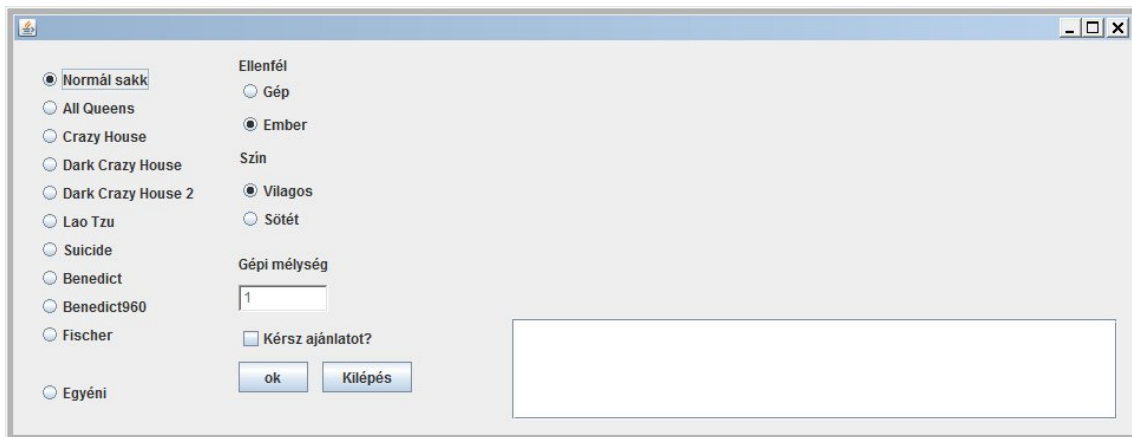 Normál sakk
All Queens
Crazy House
Dark Crazy House
Dark Crazy House 2
Lao Tzu
Suicide
Benedict
Benedict960
Fischer
Egyéni
Ellenfél
Gép
Ember
Szín
Vilagos
Sötét
Gépi mélység
1
Kérsz ajánlatot?
ok
Kilépés